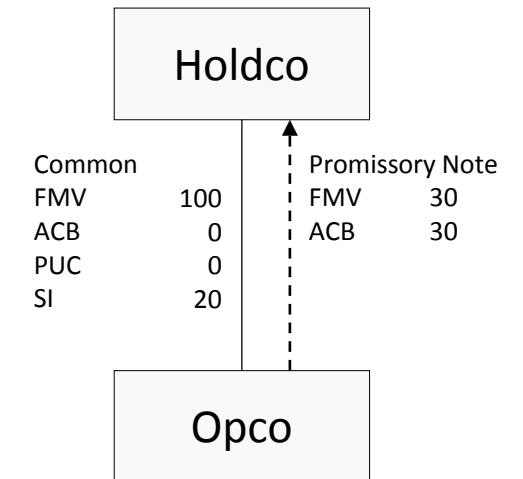 Holdco
Common
FMV 100
ACB 0
PUC 0
SI 20
Promissory Note
FMV 30
ACB 30
Opco